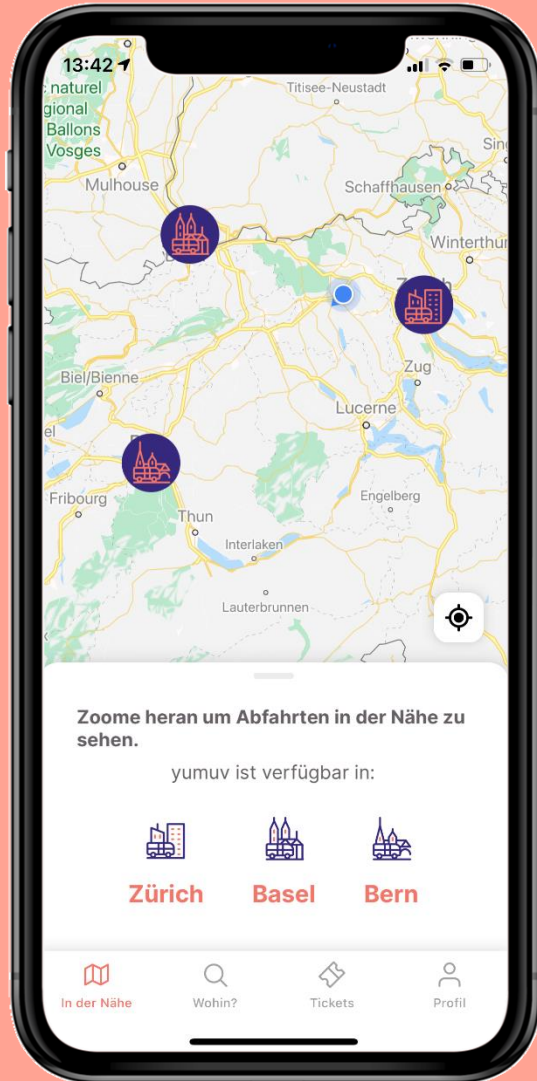 13:42
naturel
gional
Ballons
Vosges
Titisee-Neustadt
Mulhouse
Schaffhausen
Winterthur
Biel/Bienne
Zug
Lucerne
Fribourg
Thun
Engelberg
Interlaken
Lauterbrunnen
Zoome heran um Abfahrten in der Nähe zu
sehen.
yumuv ist verfügbar in:
Zürich Basel Bern
In der Nähe Wohin? Tickets Profil